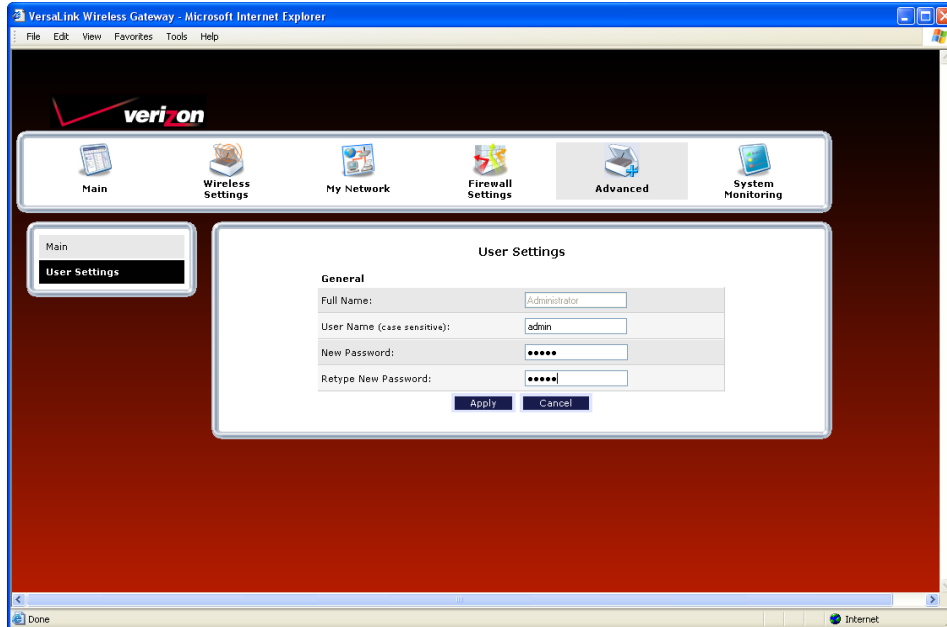 VersaLink Wireless Gateway - Microsoft Internet Explorer
File Edit View Favorites Tools Help
verizon
Main
Wireless Settings
My Network
Firewall Settings
Advanced
System Monitoring
Main
User Settings
User Settings
General
Full Name: Administrator
User Name (case sensitive): admin
New Password: •••••
Retype New Password: •••••
Apply Cancel
Done Internet